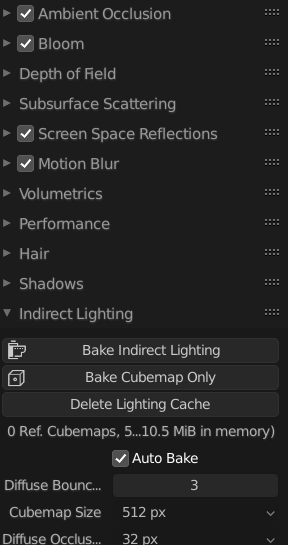 Ambient Occlusion
Bloom
Depth of Field
Subsurface Scattering
Screen Space Reflections
Motion Blur
Volumetrics
Performance
Hair
Shadows
Indirect Lighting
Bake Indirect Lighting
Bake Cubemap Only
Delete Lighting Cache
0 Ref. Cubemaps, 5...10.5 MiB in memory)
Auto Bake
Diffuse Bounc... 3
Cubemap Size 512 px
Diffuse Occlus... 32 px